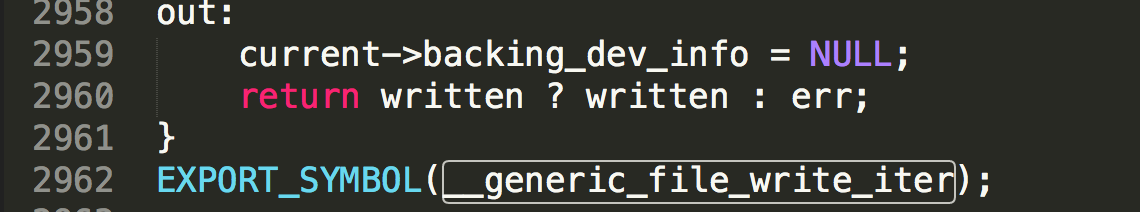 2958 out:
2959 current->backing_dev_info = NULL;
2960 return written ? written : err;
2961 }
2962 EXPORT_SYMBOL(__generic_file_write_iter);